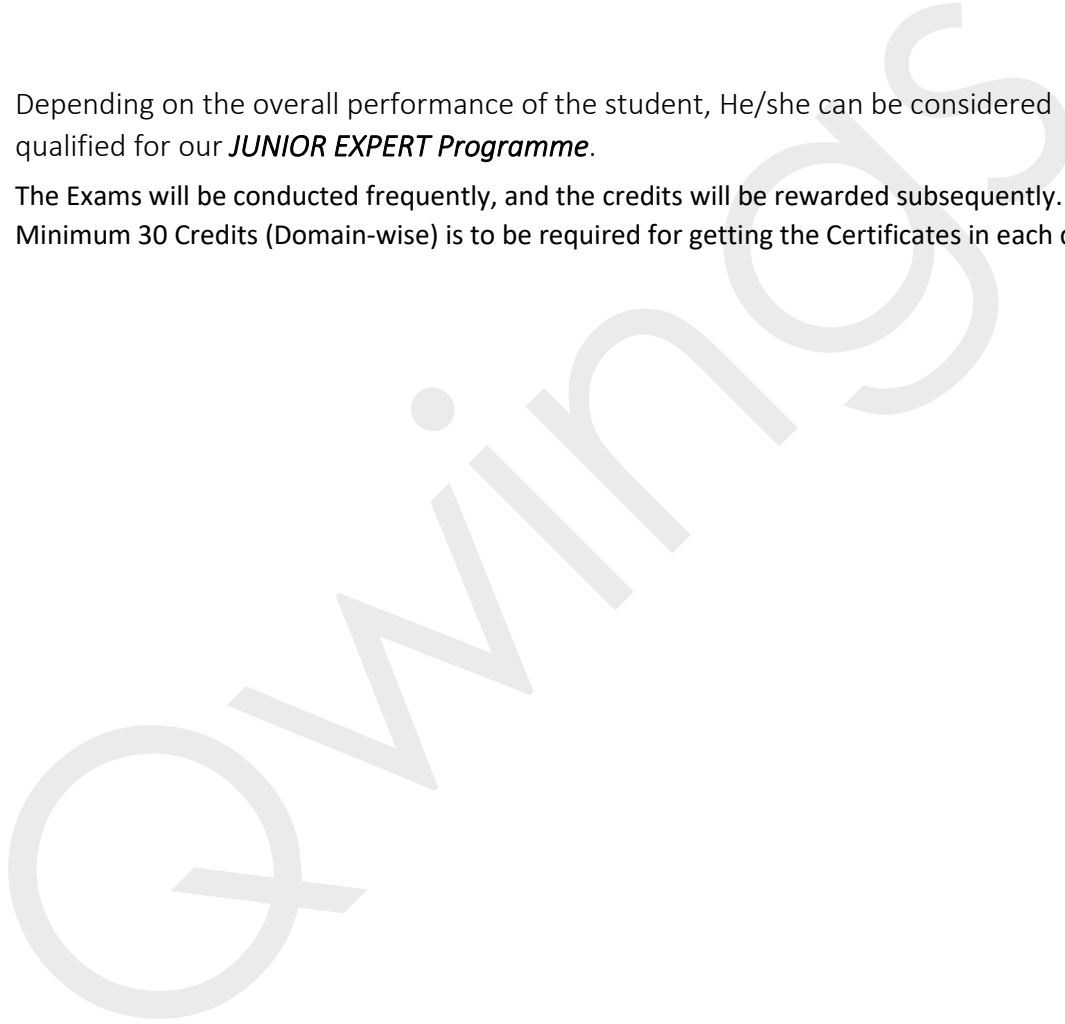 Depending on the overall performance of the student, He/she can be considered
qualified for our JUNIOR EXPERT Programme.
The Exams will be conducted frequently, and the credits will be rewarded subsequently.
Minimum 30 Credits (Domain-wise) is to be required for getting the Certificates in each
Qwings